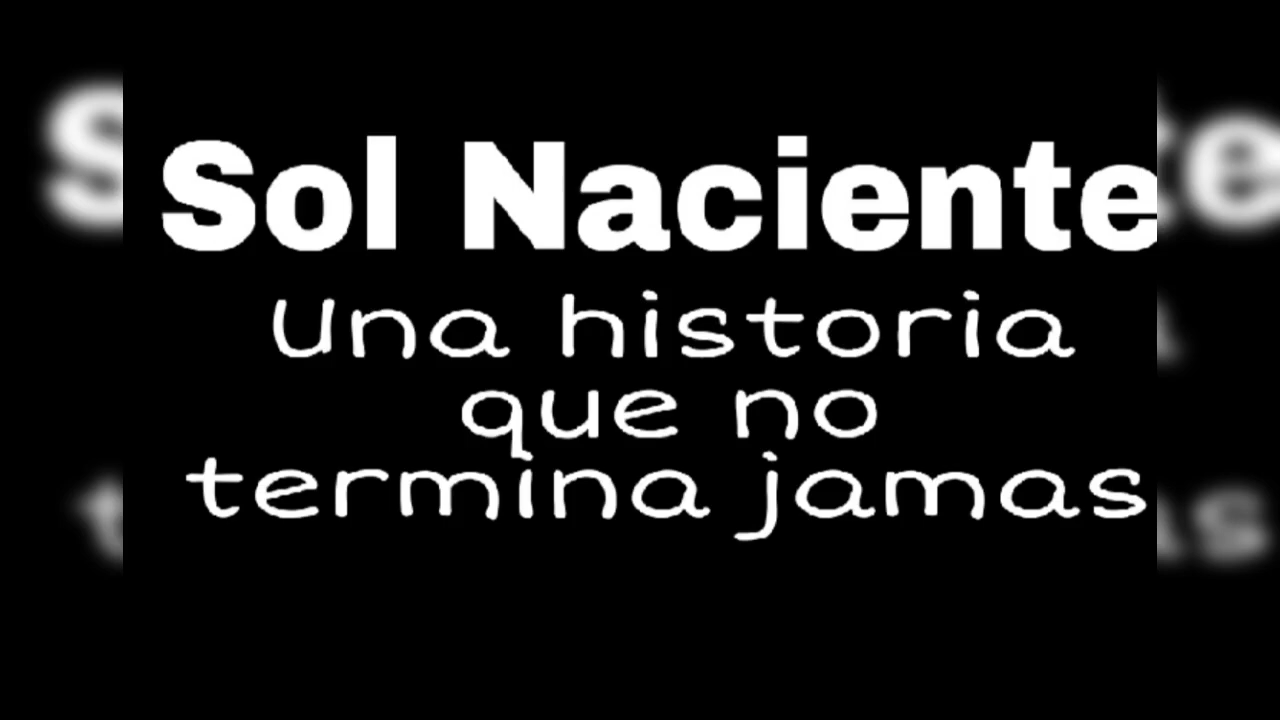 Sol Naciente
Una historia
que no
termina jamas